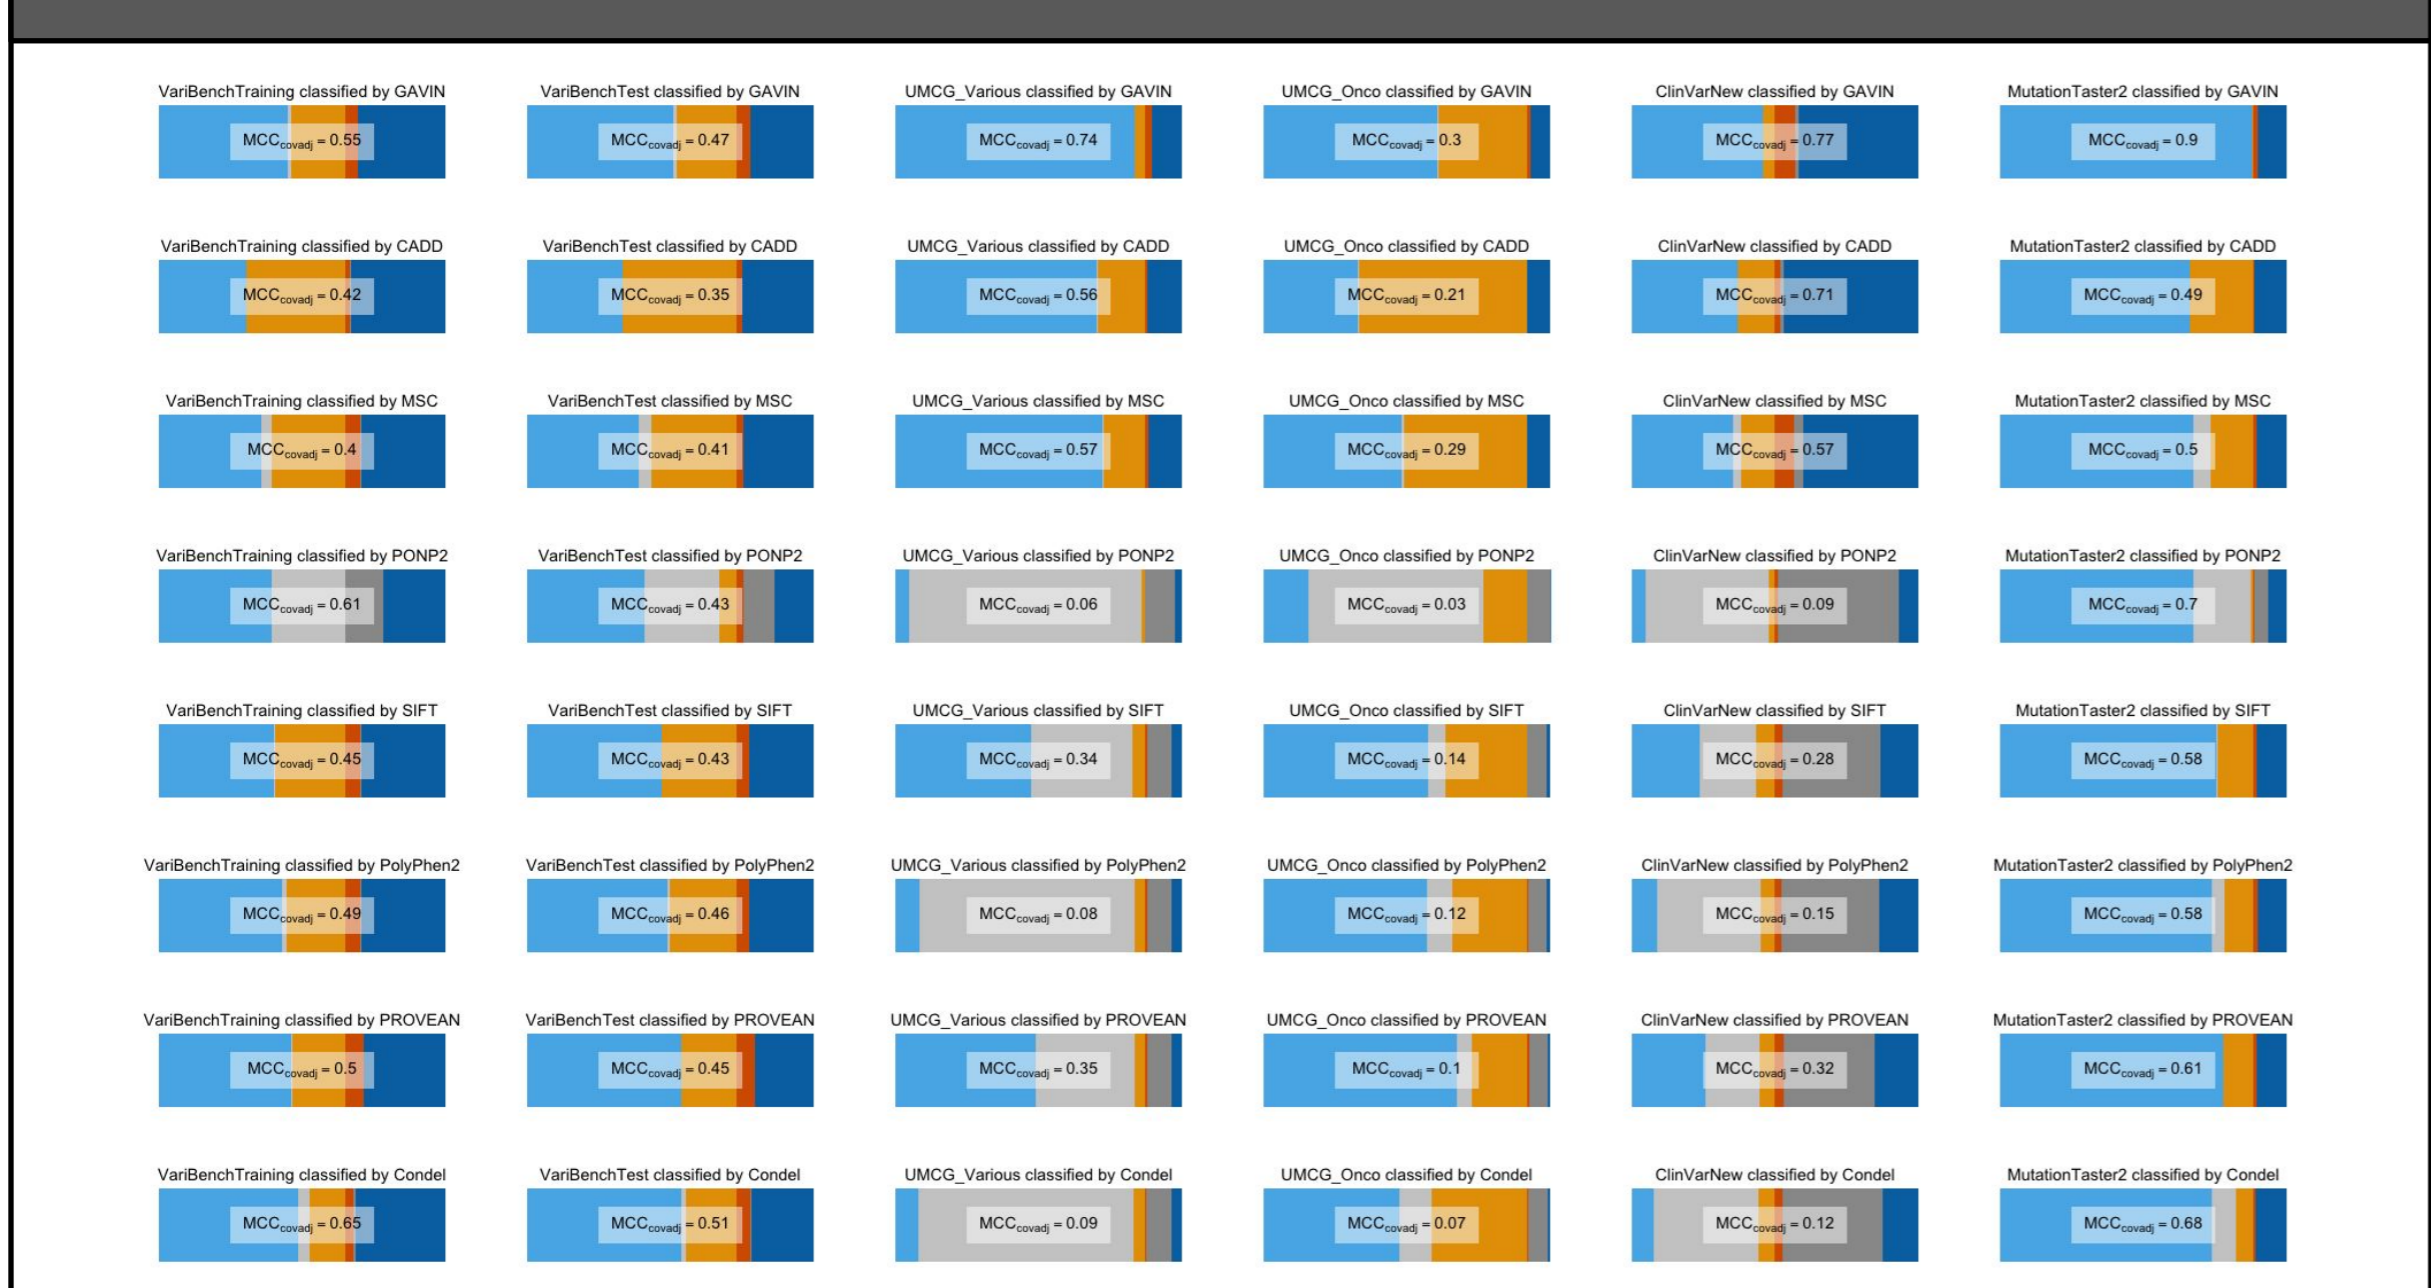 VariBenchTraining classified by GAVIN
VariBenchTest classified by GAVIN
UMCG_Various classified by GAVIN
UMCG_Onco classified by GAVIN
ClinVarNew classified by GAVIN
MutationTaster2 classified by GAVIN
MCCcovadj = 0.55
MCCcovadj = 0.47
MCCcovadj = 0.74
MCCcovadj = 0.3
MCCcovadj = 0.77
MCCcovadj = 0.9
VariBenchTraining classified by CADD
VariBenchTest classified by CADD
UMCG_Various classified by CADD
UMCG_Onco classified by CADD
ClinVarNew classified by CADD
MutationTaster2 classified by CADD
MCCcovadj = 0.42
MCCcovadj = 0.35
MCCcovadj = 0.56
MCCcovadj = 0.21
MCCcovadj = 0.71
MCCcovadj = 0.49
VariBenchTraining classified by MSC
VariBenchTest classified by MSC
UMCG_Various classified by MSC
UMCG_Onco classified by MSC
ClinVarNew classified by MSC
MutationTaster2 classified by MSC
MCCcovadj = 0.4
MCCcovadj = 0.41
MCCcovadj = 0.57
MCCcovadj = 0.29
MCCcovadj = 0.57
MCCcovadj = 0.5
VariBenchTraining classified by PONP2
VariBenchTest classified by PONP2
UMCG_Various classified by PONP2
UMCG_Onco classified by PONP2
ClinVarNew classified by PONP2
MutationTaster2 classified by PONP2
MCCcovadj = 0.61
MCCcovadj = 0.43
MCCcovadj = 0.06
MCCcovadj = 0.03
MCCcovadj = 0.09
MCCcovadj = 0.7
VariBenchTraining classified by SIFT
VariBenchTest classified by SIFT
UMCG_Various classified by SIFT
UMCG_Onco classified by SIFT
ClinVarNew classified by SIFT
MutationTaster2 classified by SIFT
MCCcovadj = 0.45
MCCcovadj = 0.43
MCCcovadj = 0.34
MCCcovadj = 0.14
MCCcovadj = 0.28
MCCcovadj = 0.58
VariBenchTraining classified by PolyPhen2
VariBenchTest classified by PolyPhen2
UMCG_Various classified by PolyPhen2
UMCG_Onco classified by PolyPhen2
ClinVarNew classified by PolyPhen2
MutationTaster2 classified by PolyPhen2
MCCcovadj = 0.49
MCCcovadj = 0.46
MCCcovadj = 0.08
MCCcovadj = 0.12
MCCcovadj = 0.15
MCCcovadj = 0.58
VariBenchTraining classified by PROVEAN
VariBenchTest classified by PROVEAN
UMCG_Various classified by PROVEAN
UMCG_Onco classified by PROVEAN
ClinVarNew classified by PROVEAN
MutationTaster2 classified by PROVEAN
MCCcovadj = 0.5
MCCcovadj = 0.45
MCCcovadj = 0.35
MCCcovadj = 0.1
MCCcovadj = 0.32
MCCcovadj = 0.61
VariBenchTraining classified by Condel
VariBenchTest classified by Condel
UMCG_Various classified by Condel
UMCG_Onco classified by Condel
ClinVarNew classified by Condel
MutationTaster2 classified by Condel
MCCcovadj = 0.65
MCCcovadj = 0.51
MCCcovadj = 0.09
MCCcovadj = 0.07
MCCcovadj = 0.12
MCCcovadj = 0.68